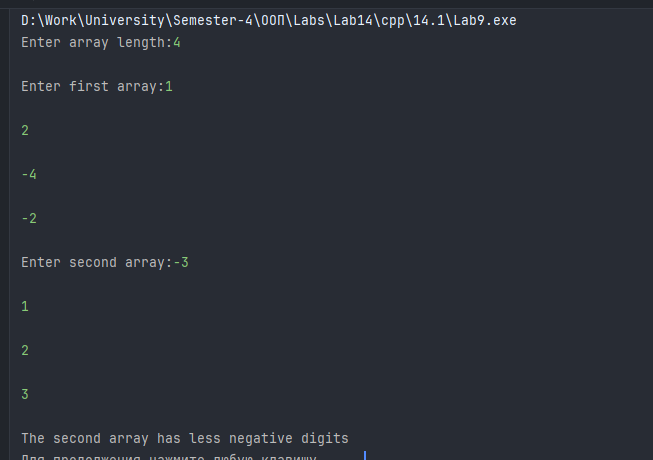 D:\Work\University\Semester-4\ООП\Labs\Lab14\cpp\14.1\Lab9.exe
Enter array length:4
Enter first array:1
2
-4
-2
Enter second array:-3
1
2
3
The second array has less negative digits
Для продолжения нажмите любую клавишу